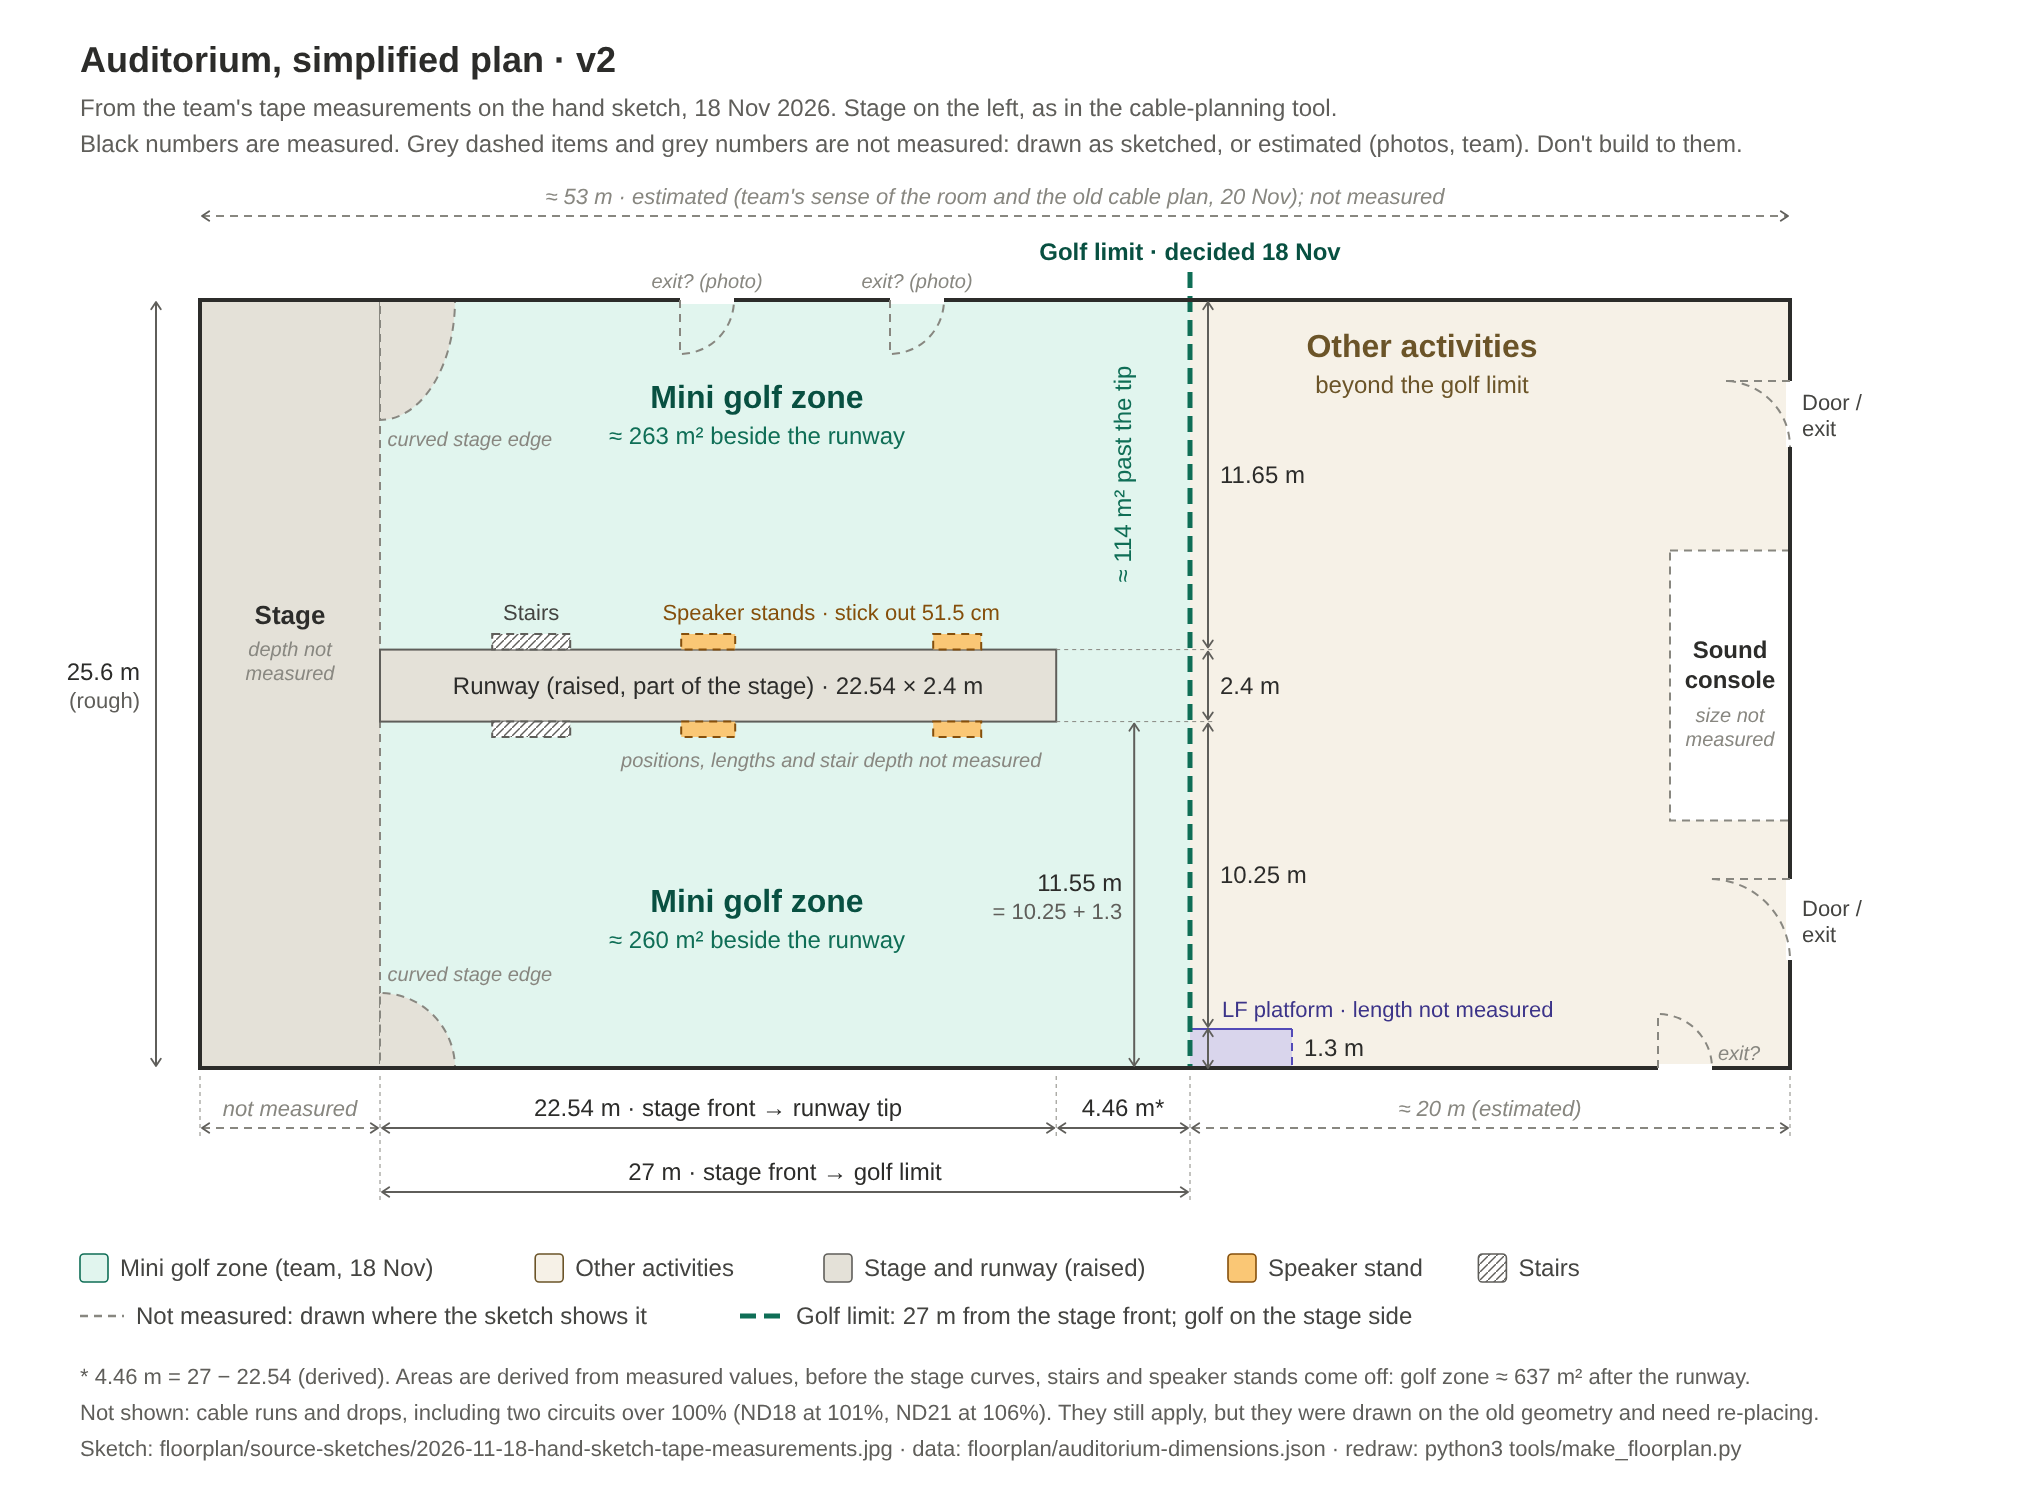 Auditorium, simplified plan · v2
From the team's tape measurements on the hand sketch, 18 Nov 2026. Stage on the left, as in the cable-planning tool.
Black numbers are measured. Grey dashed items and grey numbers are not measured: drawn as sketched, or estimated (photos, team). Don't build to them.
≈ 53 m · estimated (team's sense of the room and the old cable plan, 20 Nov); not measured
Golf limit · decided 18 Nov
exit? (photo)
exit? (photo)
Other activities
beyond the golf limit
Mini golf zone
≈ 263 m² beside the runway
curved stage edge
≈ 114 m² past the tip
Door /
exit
11.65 m
Stairs
Speaker stands · stick out 51.5 cm
Stage
depth not
measured
25.6 m
(rough)
Runway (raised, part of the stage) · 22.54 × 2.4 m
2.4 m
Sound
console
size not
measured
positions, lengths and stair depth not measured
Mini golf zone
≈ 260 m² beside the runway
11.55 m
= 10.25 + 1.3
10.25 m
Door /
exit
curved stage edge
LF platform · length not measured
1.3 m
exit?
not measured
22.54 m · stage front → runway tip
4.46 m*
≈ 20 m (estimated)
27 m · stage front → golf limit
Mini golf zone (team, 18 Nov)
Other activities
Stage and runway (raised)
Speaker stand
Stairs
Not measured: drawn where the sketch shows it
Golf limit: 27 m from the stage front; golf on the stage side
* 4.46 m = 27 − 22.54 (derived). Areas are derived from measured values, before the stage curves, stairs and speaker stands come off: golf zone ≈ 637 m² after the runway.
Not shown: cable runs and drops, including two circuits over 100% (ND18 at 101%, ND21 at 106%). They still apply, but they were drawn on the old geometry and need re-placing.
Sketch: floorplan/source-sketches/2026-11-18-hand-sketch-tape-measurements.jpg · data: floorplan/auditorium-dimensions.json · redraw: python3 tools/make_floorplan.py